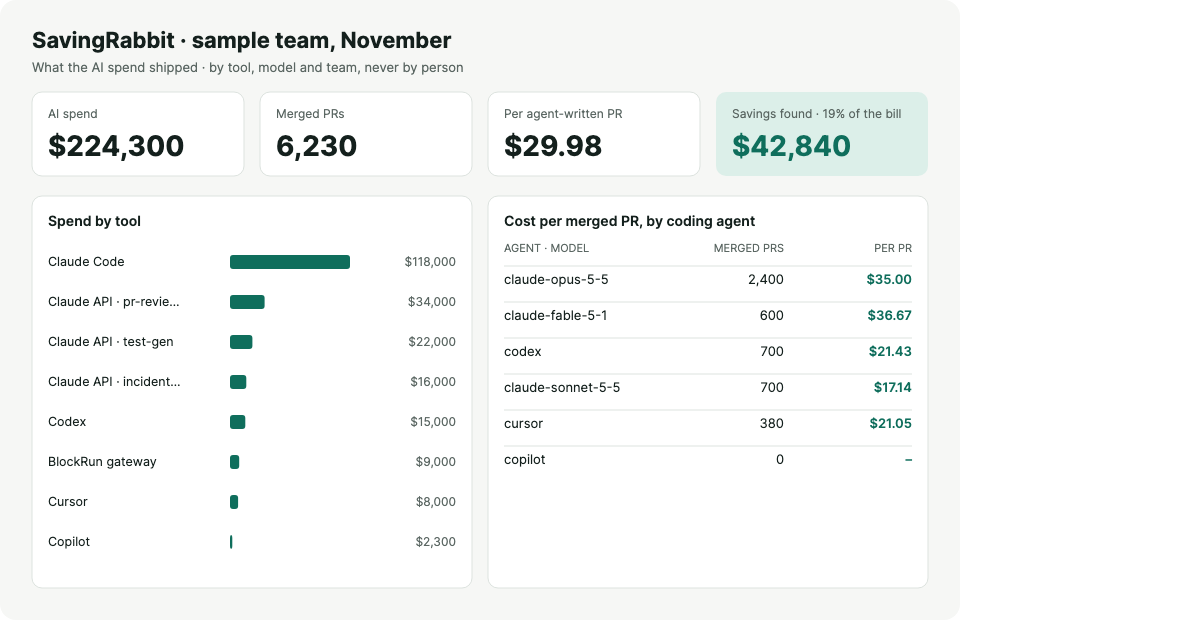 SavingRabbit · sample team, November
What the AI spend shipped · by tool, model and team, never by person
AI spend
$224,300
Merged PRs
6,230
Per agent-written PR
$29.98
Savings found · 19% of the bill
$42,840
Spend by tool
Claude Code $118,000
Claude API · pr-revie... $34,000
Claude API · test-gen $22,000
Claude API · incident... $16,000
Codex $15,000
BlockRun gateway $9,000
Cursor $8,000
Copilot $2,300
Cost per merged PR, by coding agent
AGENT · MODEL MERGED PRS PER PR
claude-opus-5-5 2,400 $35.00
claude-fable-5-1 600 $36.67
codex 700 $21.43
claude-sonnet-5-5 700 $17.14
cursor 380 $21.05
copilot 0 –